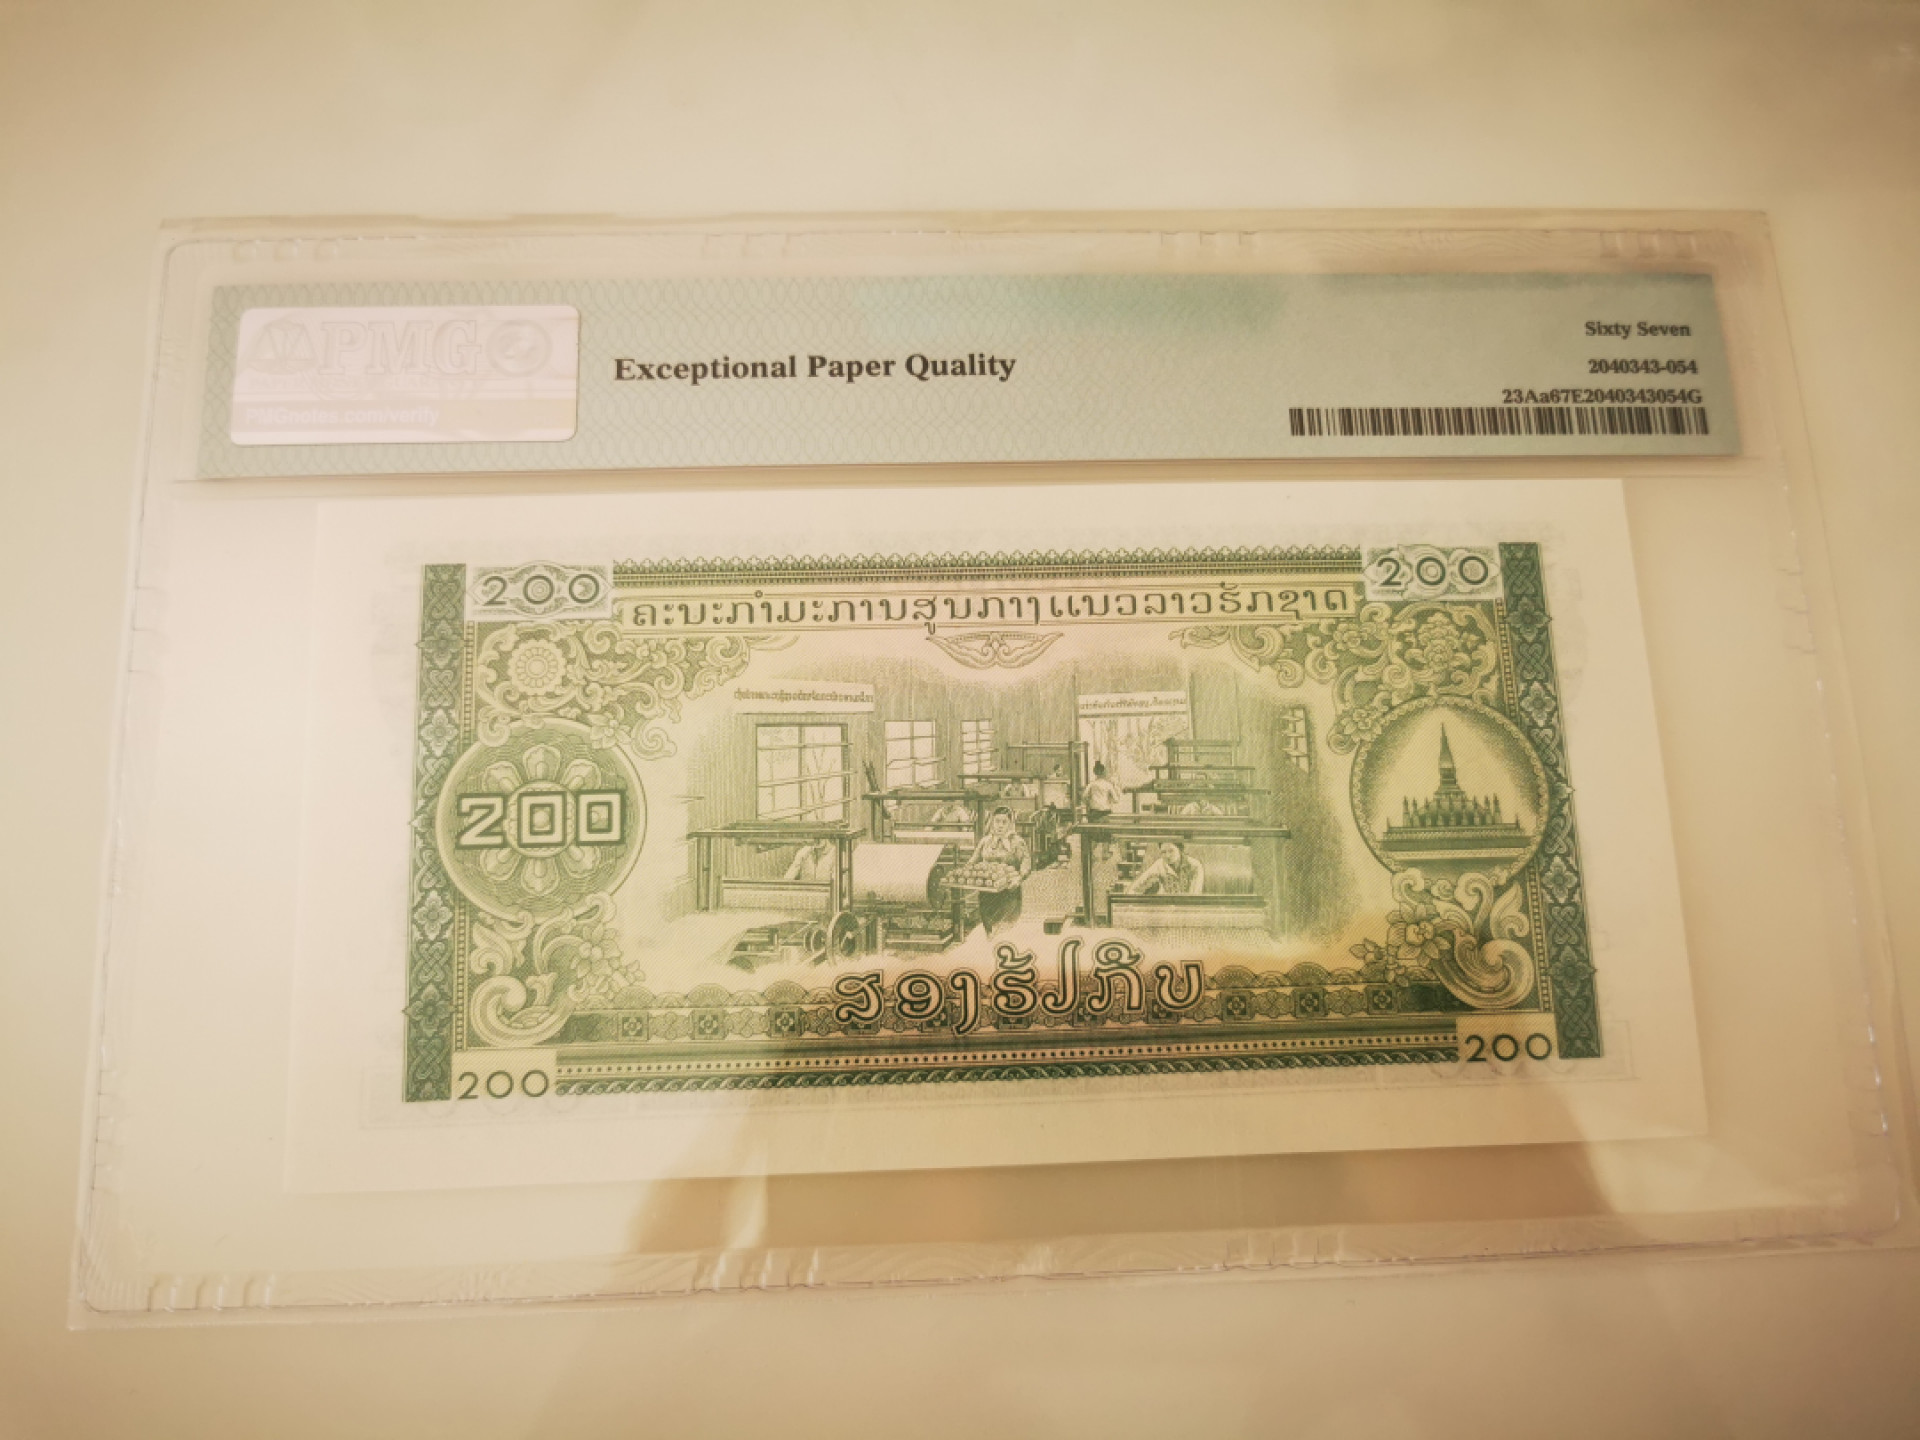 PMG
PMGnotes.com/verify
Exceptional Paper Quality
Sixty Seven
2040343-054
23Aa67E2040343054G
200
200
ຄະນະກຳມະການສູນກາງແນວລາວຮັກຊາດ
200
ສອງຮ້ຽກີບ
200
200